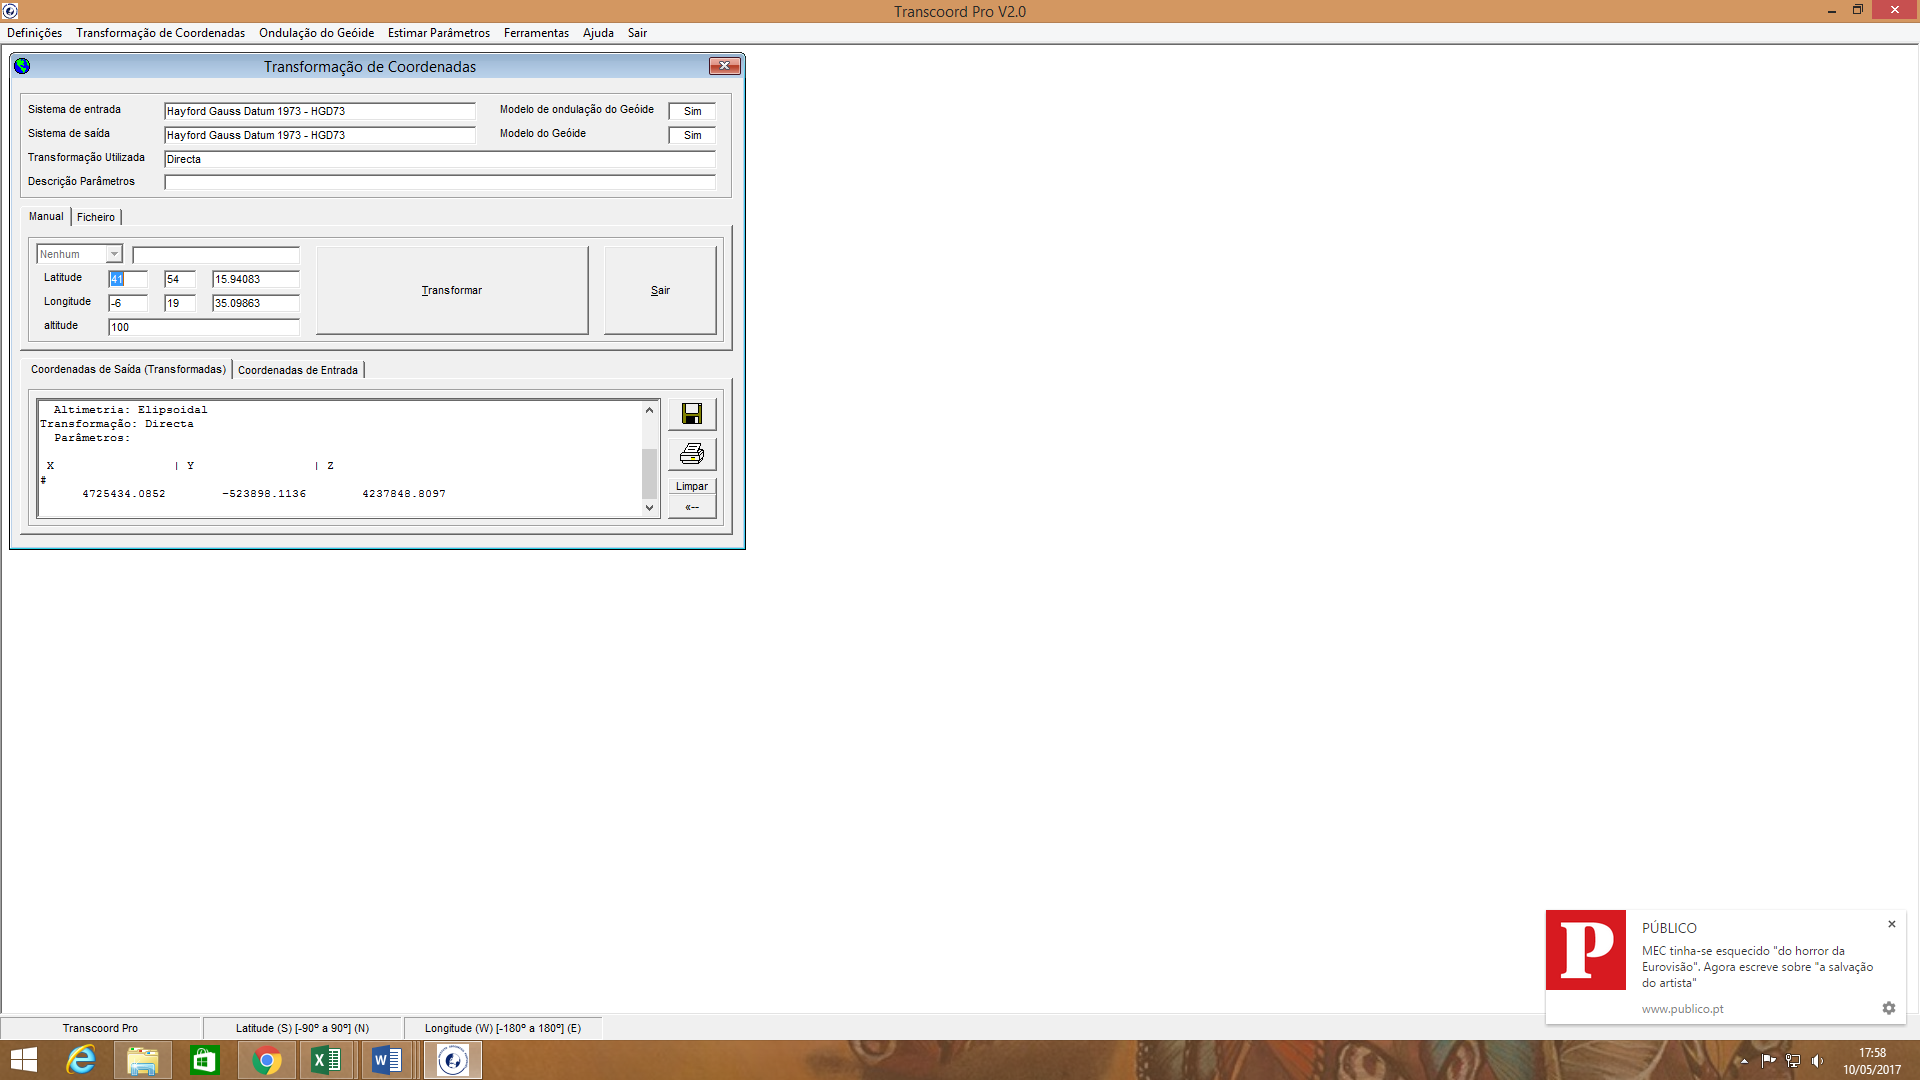 Transcoord Pro V2.0
Definições Transformação de Coordenadas Ondulação do Geóide Estimar Parâmetros Ferramentas Ajuda Sair
Transformação de Coordenadas
Sistema de entrada Hayford Gauss Datum 1973 - HGD73 Modelo de ondulação do Geóide Sim
Sistema de saída Hayford Gauss Datum 1973 - HGD73 Modelo do Geóide Sim
Transformação Utilizada Directa
Descrição Parâmetros
Manual Ficheiro
Nenhum
Latitude 41 54 15.94083
Longitude -6 19 35.09863
altitude 100
Transformar
Sair
Coordenadas de Saída (Transformadas) Coordenadas de Entrada
Altimetria: Elipsoidal
Transformação: Directa
Parâmetros:
X | Y | Z
#
4725434.0852 -523898.1136 4237848.8097
Limpar
«--
P
PÚBLICO
MEC tinha-se esquecido "do horror da
Eurovisão". Agora escreve sobre "a salvação
do artista"
www.publico.pt
Transcoord Pro Latitude (S) [-90º a 90º] (N) Longitude (W) [-180º a 180º] (E)
17:58
10/05/2017